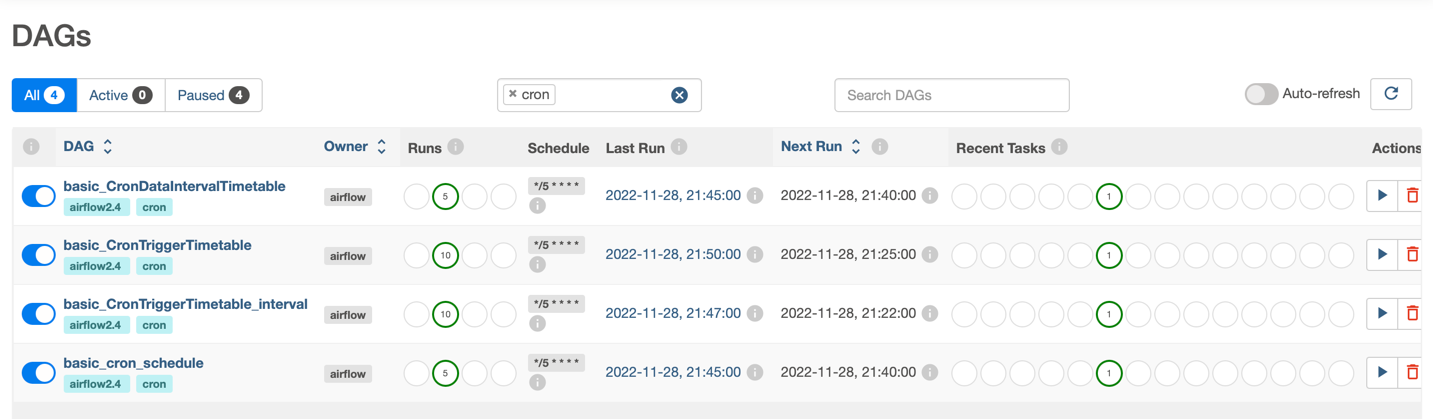 DAGs
All 4 Active 0 Paused 4 × cron Search DAGs Auto-refresh
DAG Owner Runs Schedule Last Run Next Run Recent Tasks Actions
basic_CronDataIntervalTimetable
airflow2.4 cron airflow 5 */5 * * * * 2022-11-28, 21:45:00 2022-11-28, 21:40:00 1
basic_CronTriggerTimetable
airflow2.4 cron airflow 10 */5 * * * * 2022-11-28, 21:50:00 2022-11-28, 21:25:00 1
basic_CronTriggerTimetable_interval
airflow2.4 cron airflow 10 */5 * * * * 2022-11-28, 21:47:00 2022-11-28, 21:22:00 1
basic_cron_schedule
airflow2.4 cron airflow 5 */5 * * * * 2022-11-28, 21:45:00 2022-11-28, 21:40:00 1